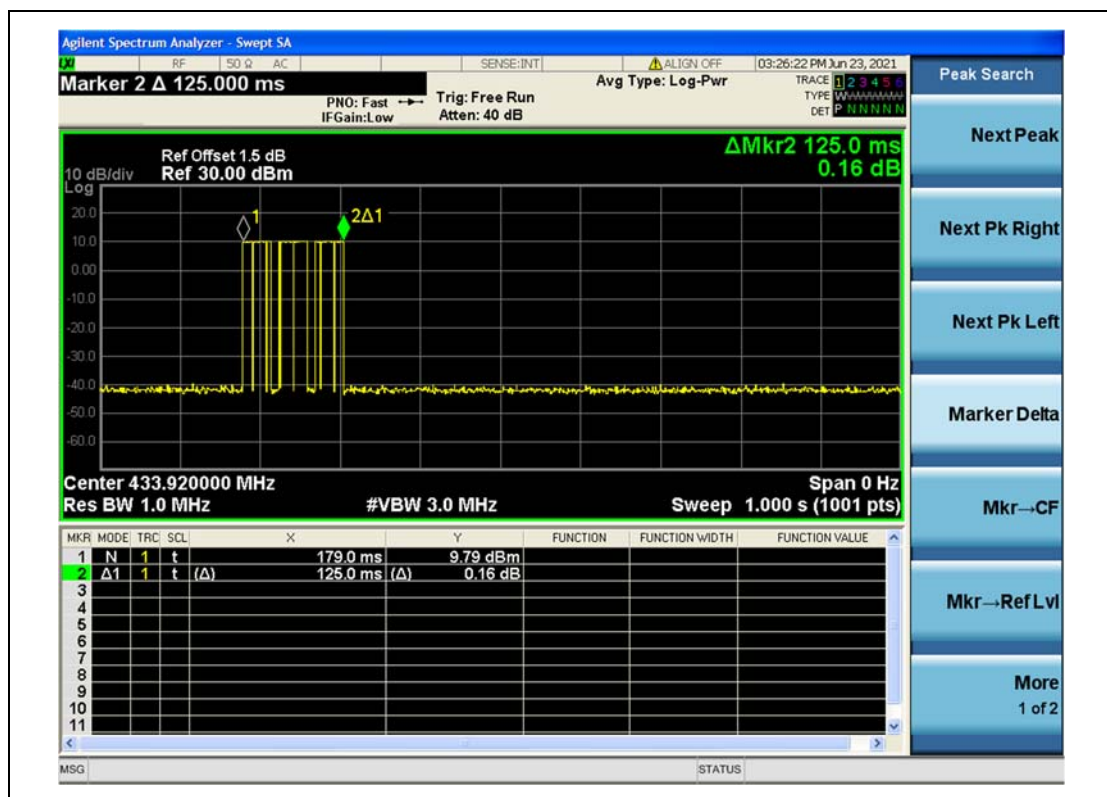 Agilent Spectrum Analyzer - Swept SA
LXI RF 50 Ω AC SENSE:INT ALIGN OFF 03:26:22 PM Jun 23, 2021
Marker 2 Δ 125.000 ms
PNO: Fast
IFGain:Low
Trig: Free Run
Atten: 40 dB
Avg Type: Log-Pwr
TRACE 1 2 3 4 5 6
TYPE
DET P N N N N N
Peak Search
Next Peak
Next Pk Right
Next Pk Left
Marker Delta
Mkr→CF
Mkr→Ref Lvl
More
1 of 2
ΔMkr2 125.0 ms
0.16 dB
Ref Offset 1.5 dB
10 dB/div Ref 30.00 dBm
Log
20.0
10.0
0.00
-10.0
-20.0
-30.0
-40.0
-50.0
-60.0
1
2Δ1
Center 433.920000 MHz Span 0 Hz
Res BW 1.0 MHz #VBW 3.0 MHz Sweep 1.000 s (1001 pts)
MKR MODE TRC SCL X Y FUNCTION FUNCTION WIDTH FUNCTION VALUE
1 N 1 t 179.0 ms 9.79 dBm
2 Δ1 1 t (Δ) 125.0 ms (Δ) 0.16 dB
3
4
5
6
7
8
9
10
11
MSG STATUS